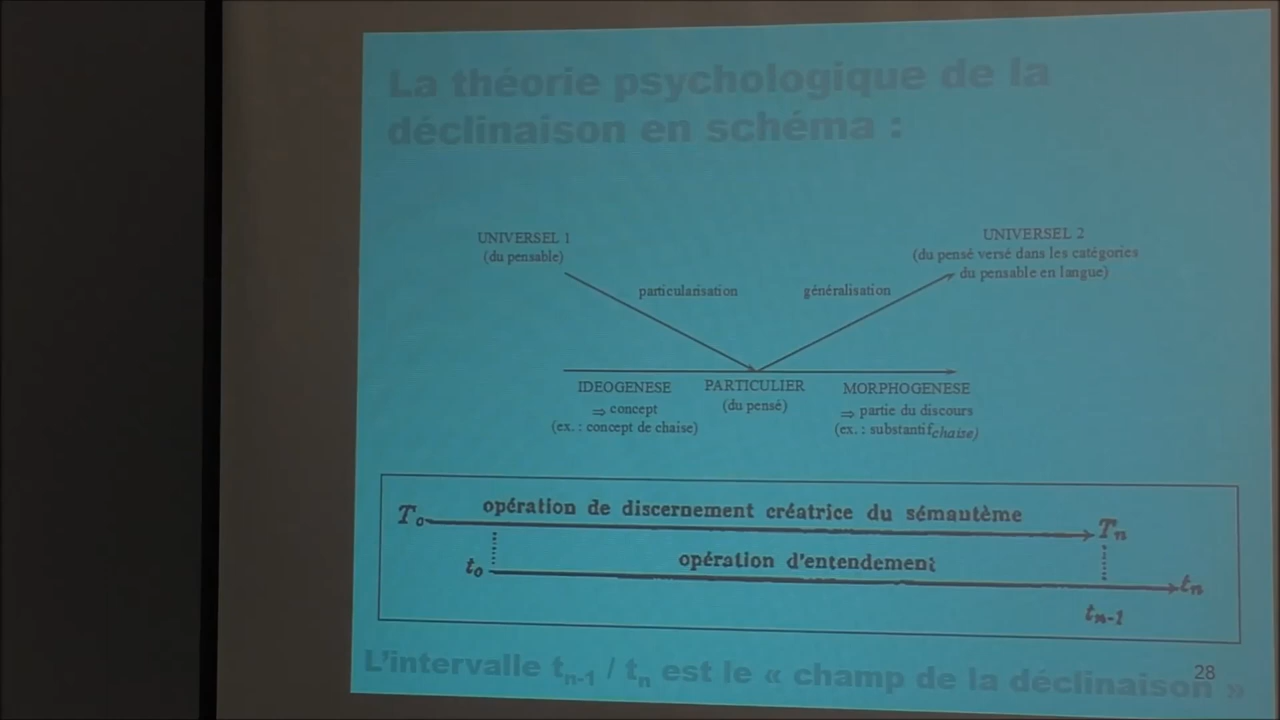 La théorie psychologique de la
déclinaison en schéma :
UNIVERSEL 1
(du pensable)
UNIVERSEL 2
(du pensé versé dans les catégories
du pensable en langue)
particularisation
généralisation
IDEOGENESE
⇒ concept
(ex. : concept de chaise)
PARTICULIER
(du pensé)
MORPHOGENESE
⇒ partie du discours
(ex. : substantif chaise)
opération de discernement créatrice du sémantème
To
Tn
opération d'entendement
to
tn
tn-1
L'intervalle tn-1 / tn est le « champ de la déclinaison »
28